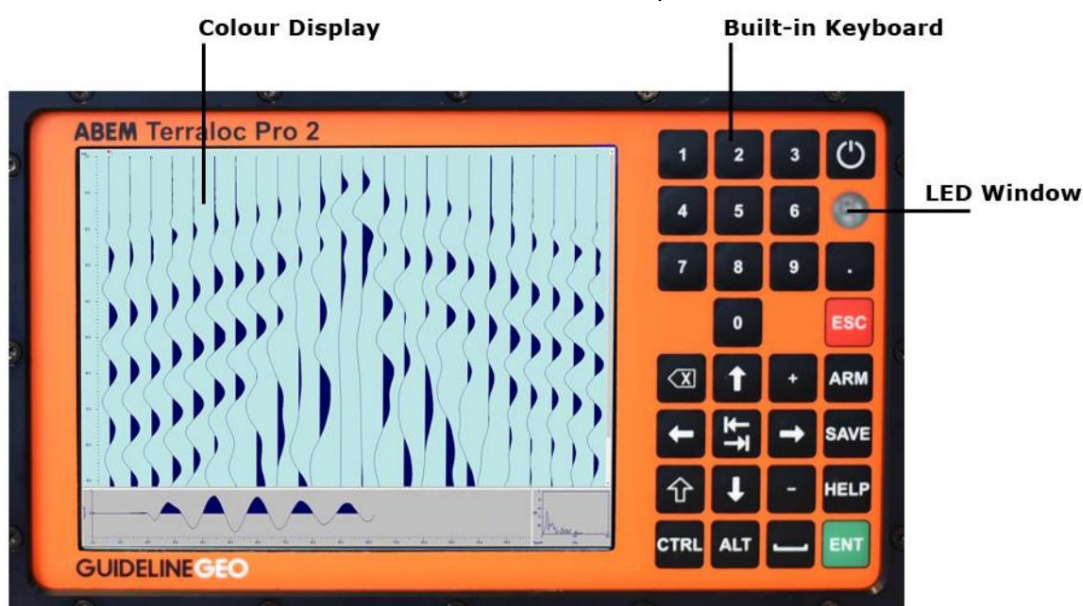 Colour Display
Built-in Keyboard
ABEM Terraloc Pro 2
1 2 3
LED Window
4 5 6
7 8 9 .
0 ESC
X + ARM
SAVE
- HELP
CTRL ALT ENT
GUIDELINEGEO